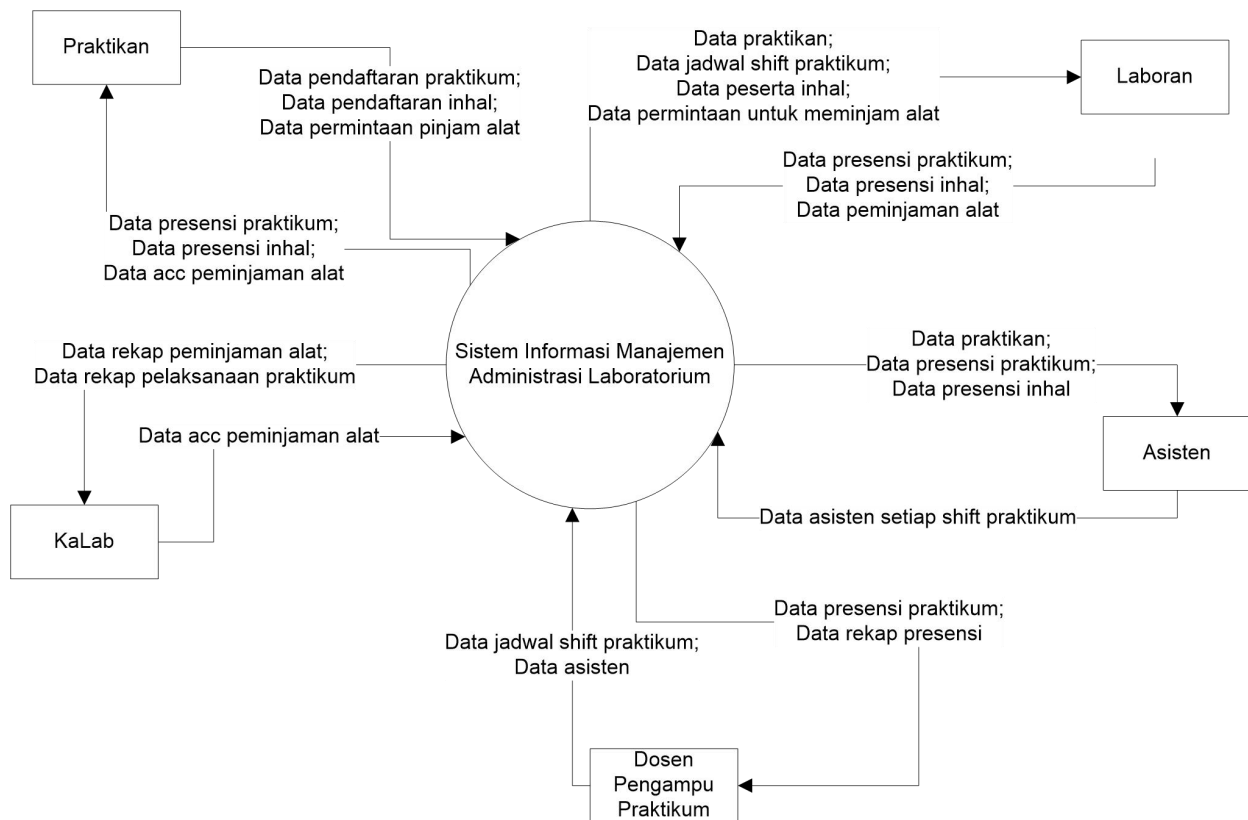 Praktikan
Data pendaftaran praktikum;
Data pendaftaran inhal;
Data permintaan pinjam alat
Data praktikan;
Data jadwal shift praktikum;
Data peserta inhal;
Data permintaan untuk meminjam alat
Laboran
Data presensi praktikum;
Data presensi inhal;
Data peminjaman alat
Data presensi praktikum;
Data presensi inhal;
Data acc peminjaman alat
Data rekap peminjaman alat;
Data rekap pelaksanaan praktikum
Sistem Informasi Manajemen
Administrasi Laboratorium
Data praktikan;
Data presensi praktikum;
Data presensi inhal
Data acc peminjaman alat
Asisten
KaLab
Data asisten setiap shift praktikum
Data jadwal shift praktikum;
Data asisten
Data presensi praktikum;
Data rekap presensi
Dosen
Pengampu
Praktikum